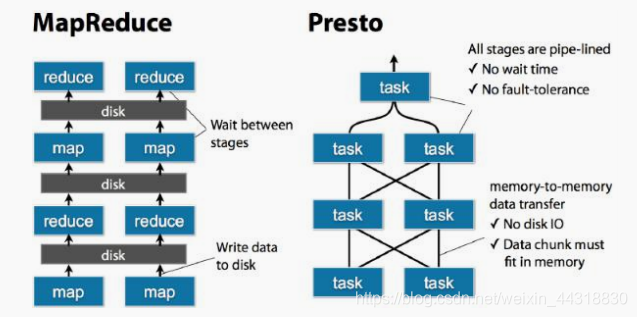 MapReduce
reduce
reduce
disk
map
map
disk
reduce
reduce
disk
map
map
Wait between
stages
Write data
to disk
Presto
task
task
task
task
task
task
task
All stages are pipe-lined
✓ No wait time
✓ No fault-tolerance
memory-to-memory
data transfer
✓ No disk IO
✓ Data chunk must
fit in memory
https://blog.csdn.net/weixin_44318830